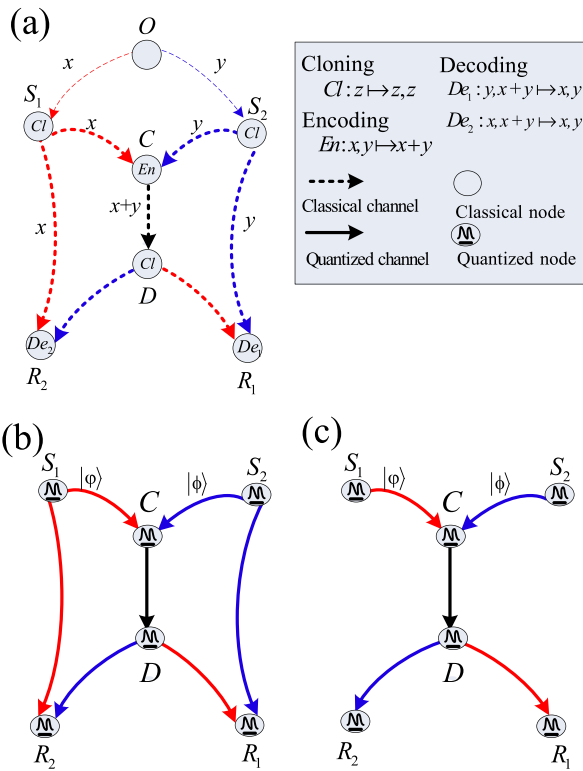 (a)
O
x
y
S1
S2
Cl
Cl
x
C
y
En
x
x+y
y
Cl
D
De2
De1
R2
R1
Cloning
Cl : z ↦ z, z
Encoding
En : x, y ↦ x+y
Decoding
De1 : y, x+y ↦ x, y
De2 : x, x+y ↦ x, y
Classical channel
Classical node
Quantized channel
Quantized node
(b)
S1
|φ⟩
C
|ϕ⟩
S2
D
R2
R1
(c)
S1
|φ⟩
C
|ϕ⟩
S2
D
R2
R1